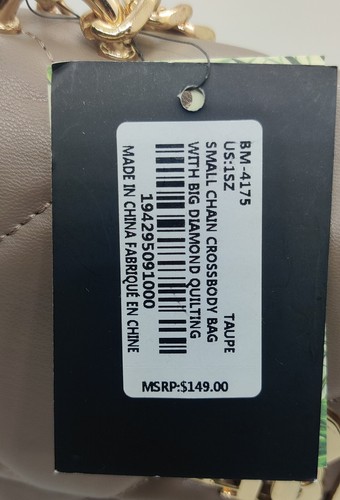 BM-4175 TAUPE
US:1SZ
SMALL CHAIN CROSSBODY BAG
WITH BIG DIAMOND QUILTING
194295091000
MADE IN CHINA FABRIQUÉ EN CHINE
MSRP:$149.00